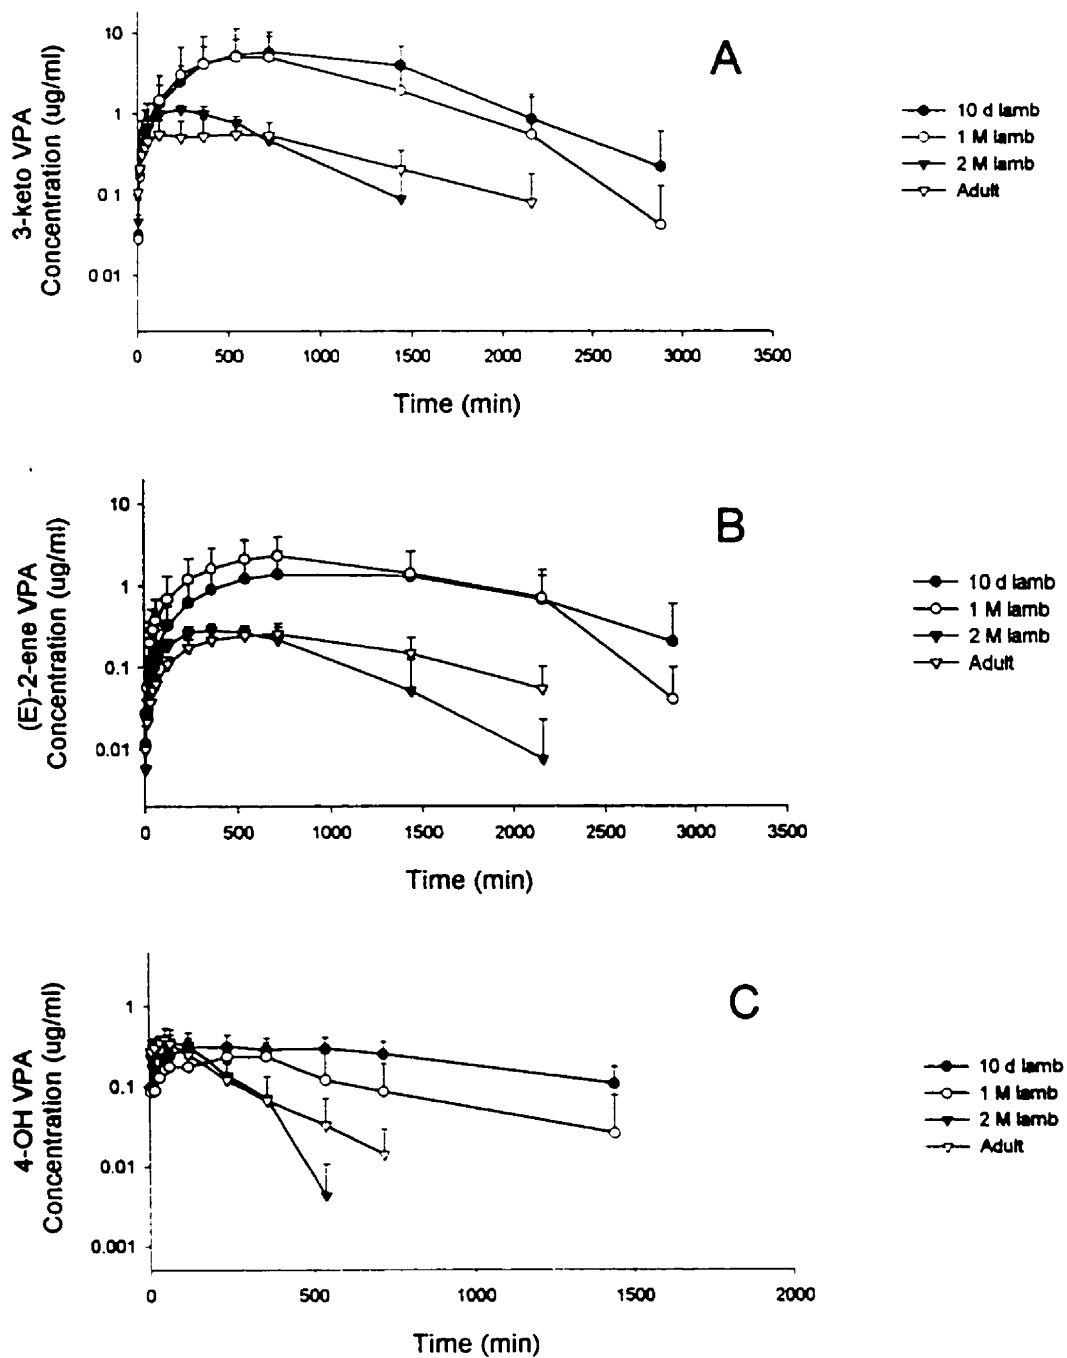 10
1
0 1
0 01
3-keto VPA
Concentration (ug/ml)
A
10 d lamb
1 M lamb
2 M lamb
Adult
0 500 1000 1500 2000 2500 3000 3500
Time (min)
10
1
0.1
0.01
(E)-2-ene VPA
Concentration (ug/ml)
B
10 d lamb
1 M lamb
2 M lamb
Adult
0 500 1000 1500 2000 2500 3000 3500
Time (min)
1
0.1
0.01
0.001
4-OH VPA
Concentration (ug/ml)
C
10 d lamb
1 M lamb
2 M lamb
Adult
0 500 1000 1500 2000
Time (min)